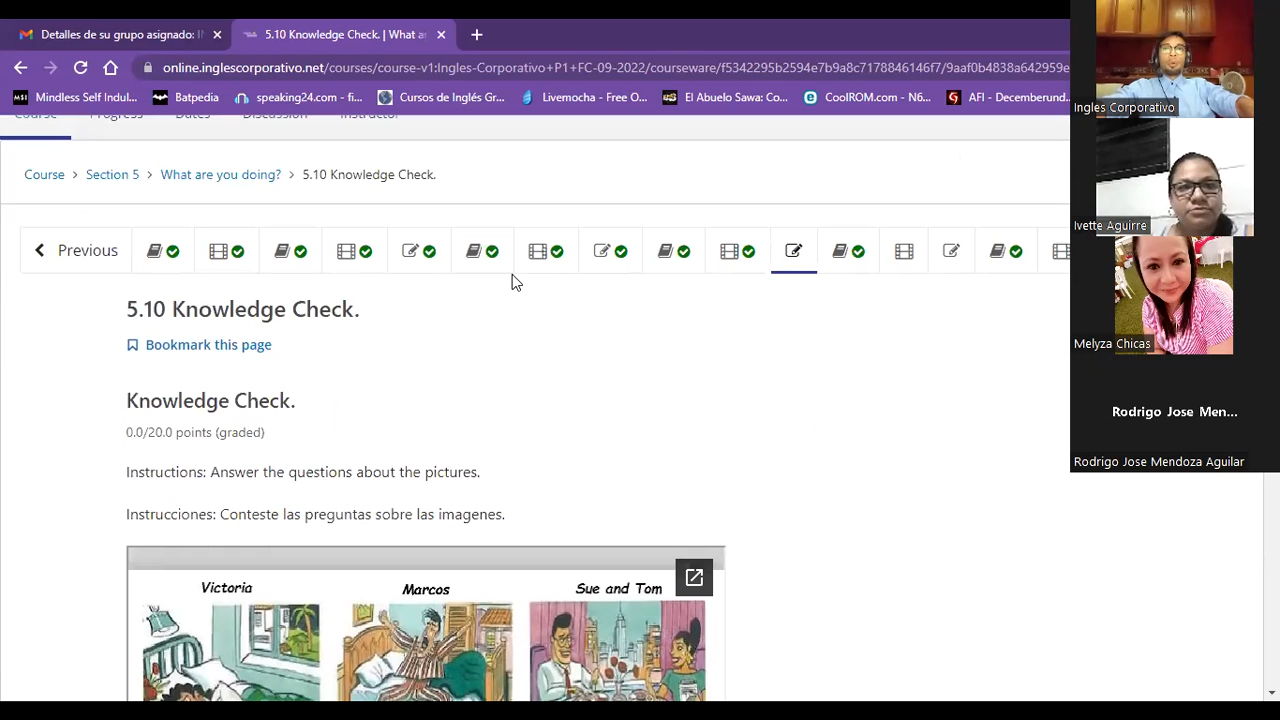 Detalles de su grupo asignado: I
5.10 Knowledge Check. | What a
online.inglescorporativo.net/courses/course-v1:Ingles-Corporativo+P1+FC-09-2022/courseware/f5342295b2594e7b9a8c7178846146f7/9aaf0b4838a642959e
Mindless Self Indul...
Batpedia
speaking24.com - fi...
Cursos de Inglés Gr...
Livemocha - Free O...
El Abuelo Sawa: Co...
CoolROM.com - N6...
AFI - Decemberund
Course Progress Dates Discussion Instructor
Course > Section 5 > What are you doing? > 5.10 Knowledge Check.
Previous
5.10 Knowledge Check.
Bookmark this page
Knowledge Check.
0.0/20.0 points (graded)
Instructions: Answer the questions about the pictures.
Instrucciones: Conteste las preguntas sobre las imagenes.
Victoria
Marcos
Sue and Tom
Ingles Corporativo
Ivette Aguirre
Melyza Chicas
Rodrigo Jose Men...
Rodrigo Jose Mendoza Aguilar